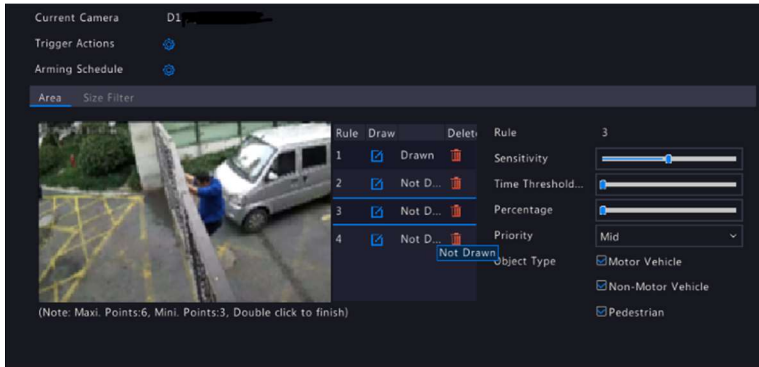 Current Camera D1
Trigger Actions
Arming Schedule
Area Size Filter
Rule Draw Delet
1 Drawn
2 Not D...
3 Not D...
4 Not D...
Not Drawn
Rule 3
Sensitivity
Time Threshold...
Percentage
Priority Mid
Object Type Motor Vehicle
Non-Motor Vehicle
Pedestrian
(Note: Maxi. Points:6, Mini. Points:3, Double click to finish)